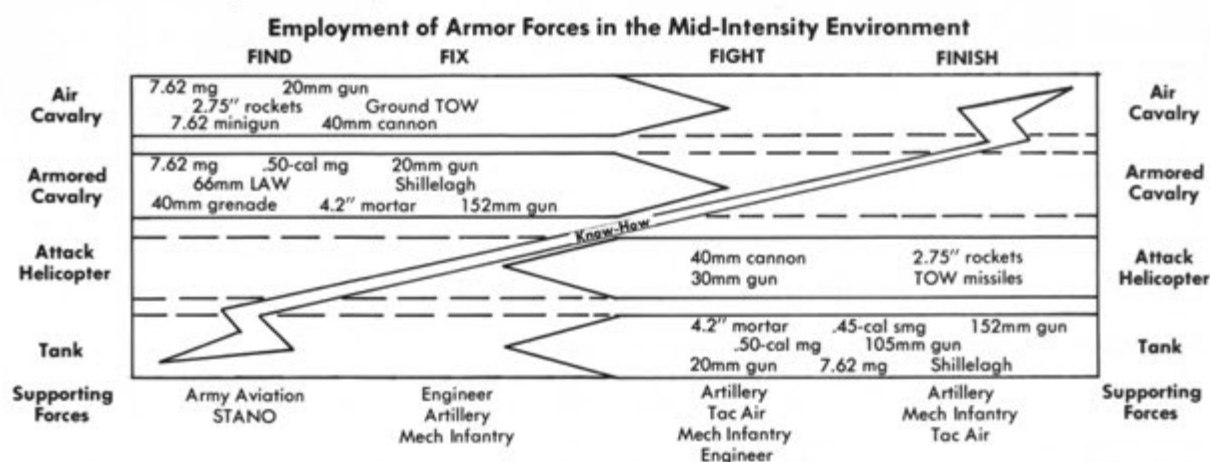 Employment of Armor Forces in the Mid-Intensity Environment
FIND FIX FIGHT FINISH
Air Cavalry
7.62 mg 20mm gun
2.75" rockets Ground TOW
7.62 minigun 40mm cannon
Air Cavalry
Armored Cavalry
7.62 mg .50-cal mg 20mm gun
66mm LAW Shillelagh
40mm grenade 4.2" mortar 152mm gun
Armored Cavalry
Know-How
Attack Helicopter
40mm cannon 2.75" rockets
30mm gun TOW missiles
Attack Helicopter
Tank
4.2" mortar .45-cal smg 152mm gun
.50-cal mg 105mm gun
20mm gun 7.62 mg Shillelagh
Tank
Supporting Forces
Army Aviation
STANO
Engineer
Artillery
Mech Infantry
Artillery
Tac Air
Mech Infantry
Engineer
Artillery
Mech Infantry
Tac Air
Supporting Forces